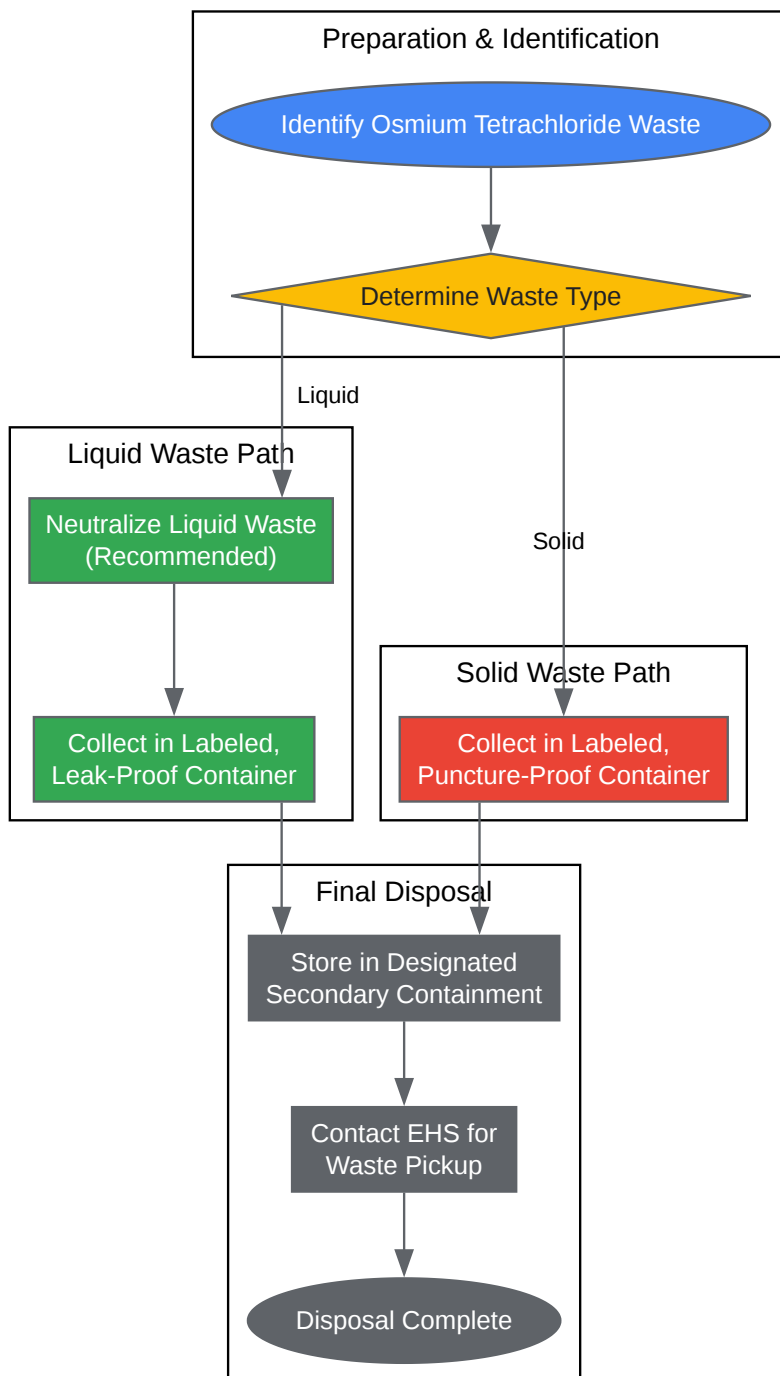 Preparation & Identification
Identify Osmium Tetrachloride Waste
Determine Waste Type
Liquid
Liquid Waste Path
Neutralize Liquid Waste
(Recommended)
Solid
Solid Waste Path
Collect in Labeled,
Leak-Proof Container
Collect in Labeled,
Puncture-Proof Container
Final Disposal
Store in Designated
Secondary Containment
Contact EHS for
Waste Pickup
Disposal Complete